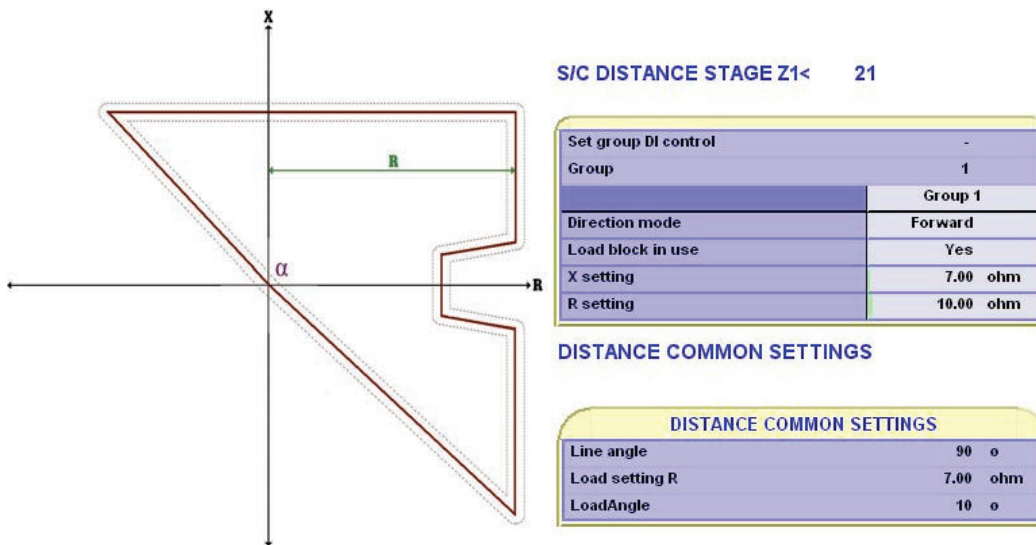 X
R
α
R
S/C DISTANCE STAGE Z1< 21
Set group DI control -
Group 1
Group 1
Direction mode Forward
Load block in use Yes
X setting 7.00 ohm
R setting 10.00 ohm
DISTANCE COMMON SETTINGS
DISTANCE COMMON SETTINGS
Line angle 90 º
Load setting R 7.00 ohm
LoadAngle 10 º